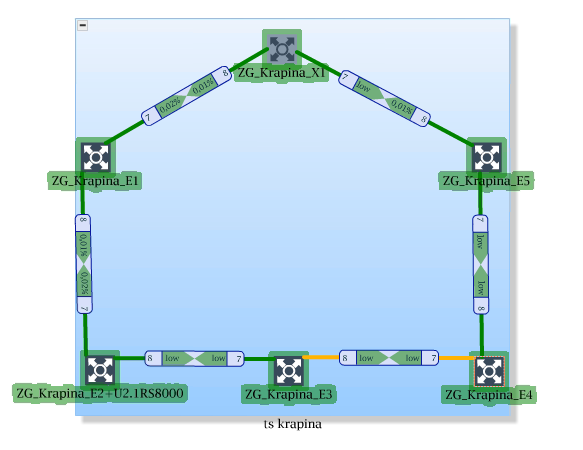 8
0,01%
0,02%
7
ZG_Krapina_X1
7
low
0,01%
8
ZG_Krapina_E1
ZG_Krapina_E5
8
0,01%
0,02%
7
7
low
low
8
8 low low 7
8 low low 7
ZG_Krapina_E2+U2.1RS8000
ZG_Krapina_E3
ZG_Krapina_E4
ts krapina